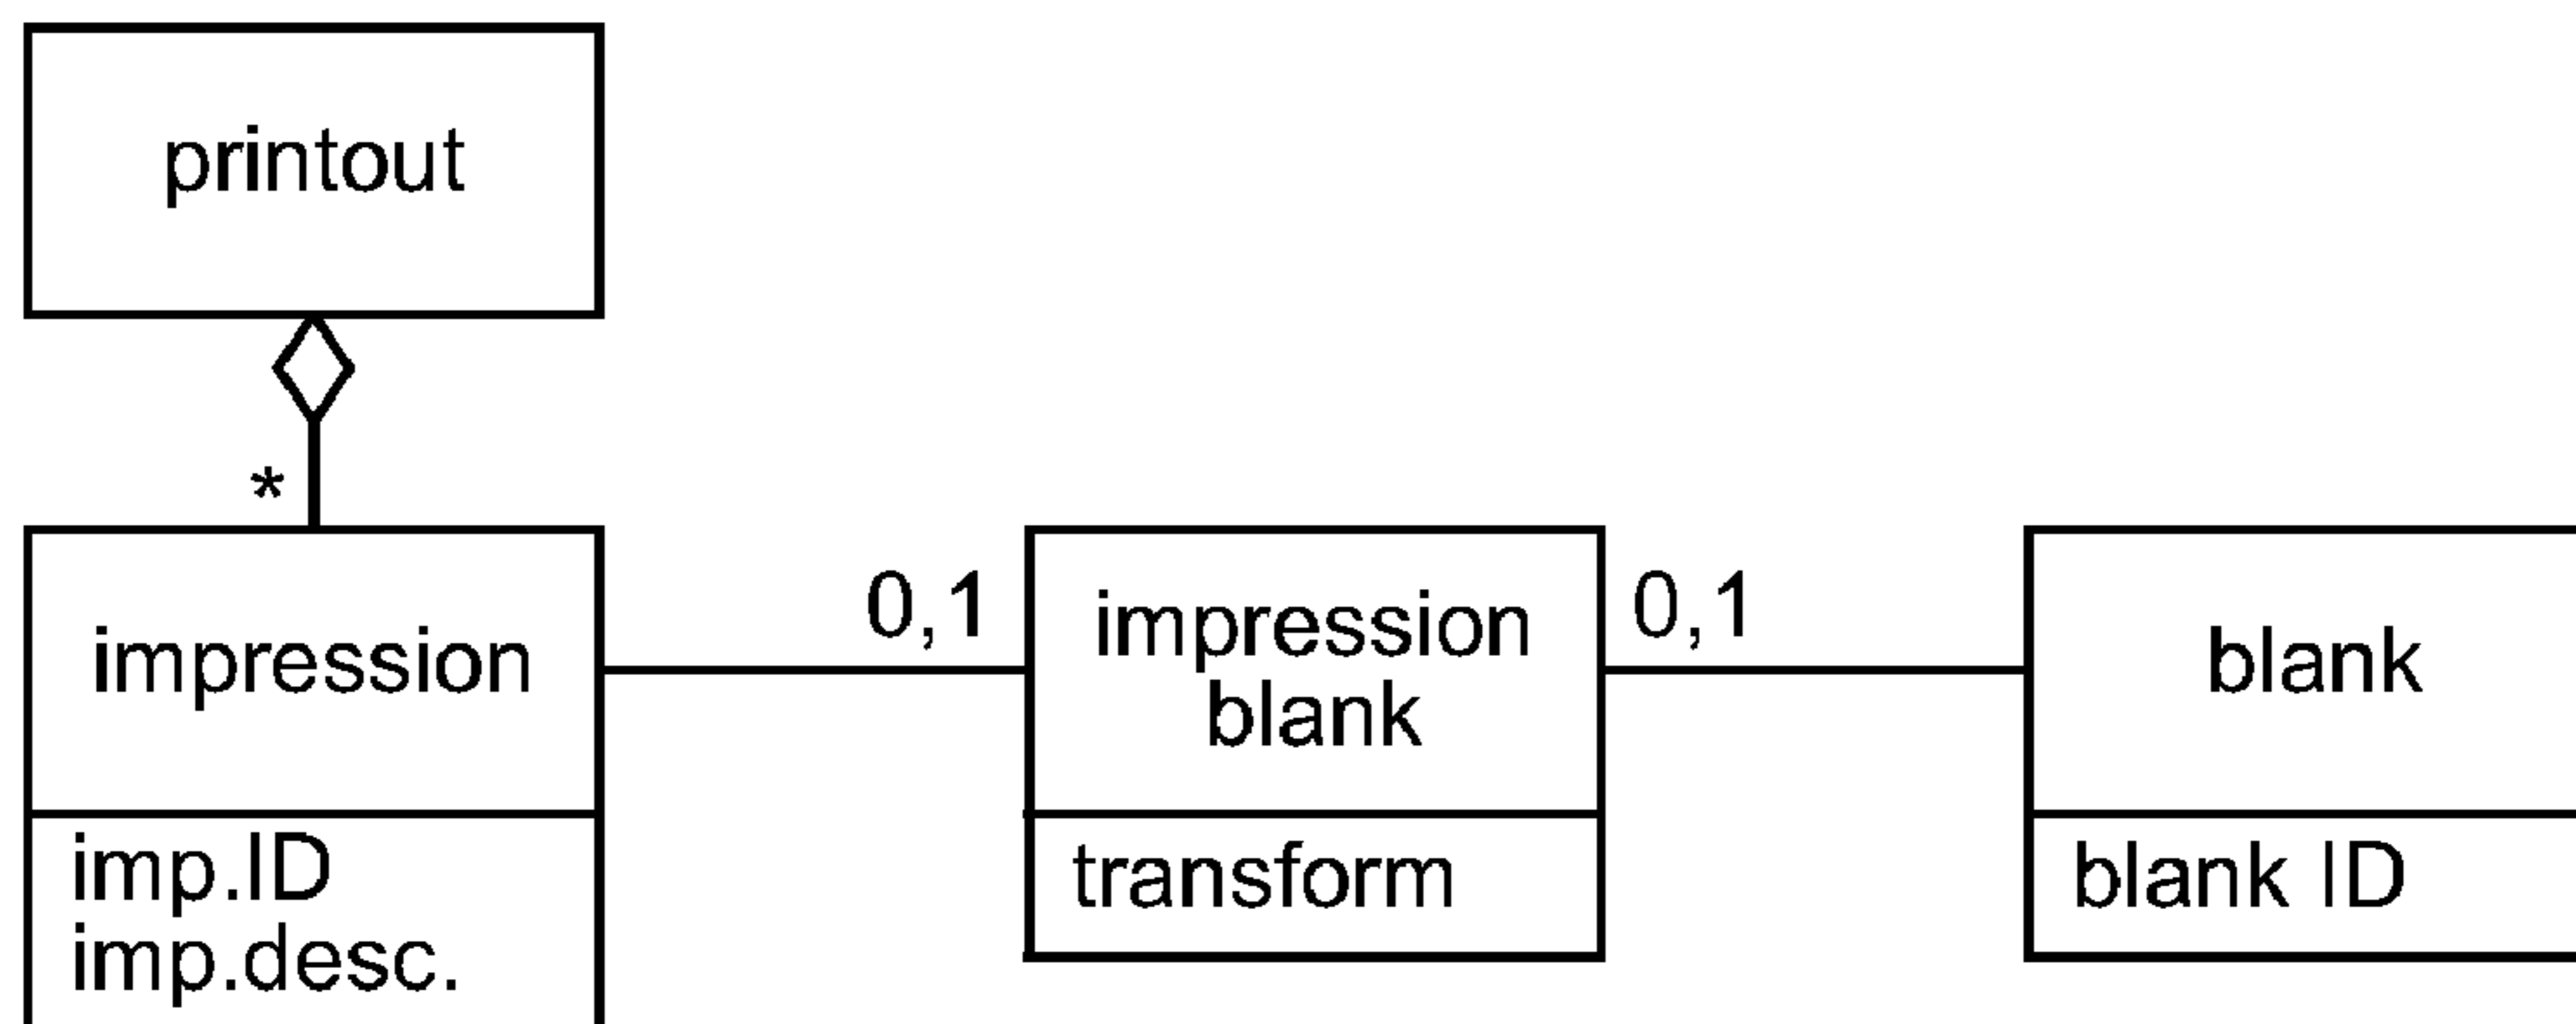 printout
*
impression
0,1
impression
blank
0,1
blank
imp.ID
imp.desc.
transform
blank ID